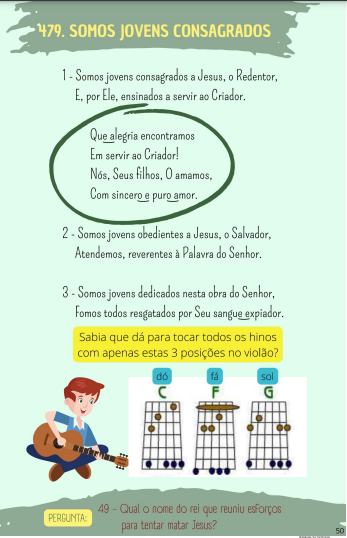 479. SOMOS JOVENS CONSAGRADOS
1 - Somos jovens consagrados a Jesus, o Redentor,
E, por Ele, ensinados a servir ao Criador.
Que alegria encontramos
Em servir ao Criador!
Nós, Seus filhos, O amamos,
Com sincero e puro amor.
2 - Somos jovens obedientes a Jesus, o Salvador,
Atendemos, reverentes à Palavra do Senhor.
3 - Somos jovens dedicados nesta obra do Senhor,
Fomos todos resgatados por Seu sangue expiador.
Sabia que dá para tocar todos os hinos
com apenas estas 3 posições no violão?
dó fá sol
C F G
PERGUNTA: 49 - Qual o nome do rei que reuniu esforços
para tentar matar Jesus?
50